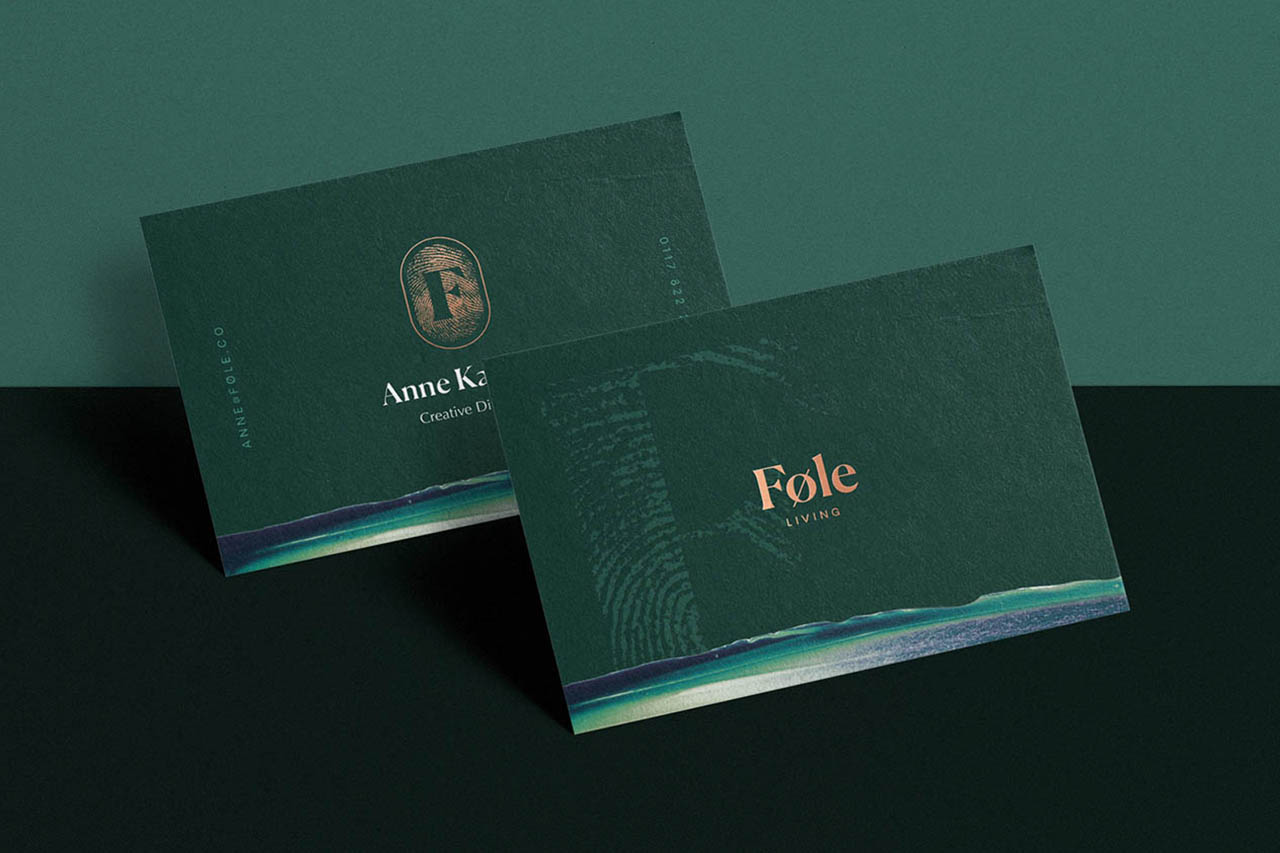 F
Anne Ka
Creative Di
ANNE@FØLE.CO
0117 822
Føle
LIVING